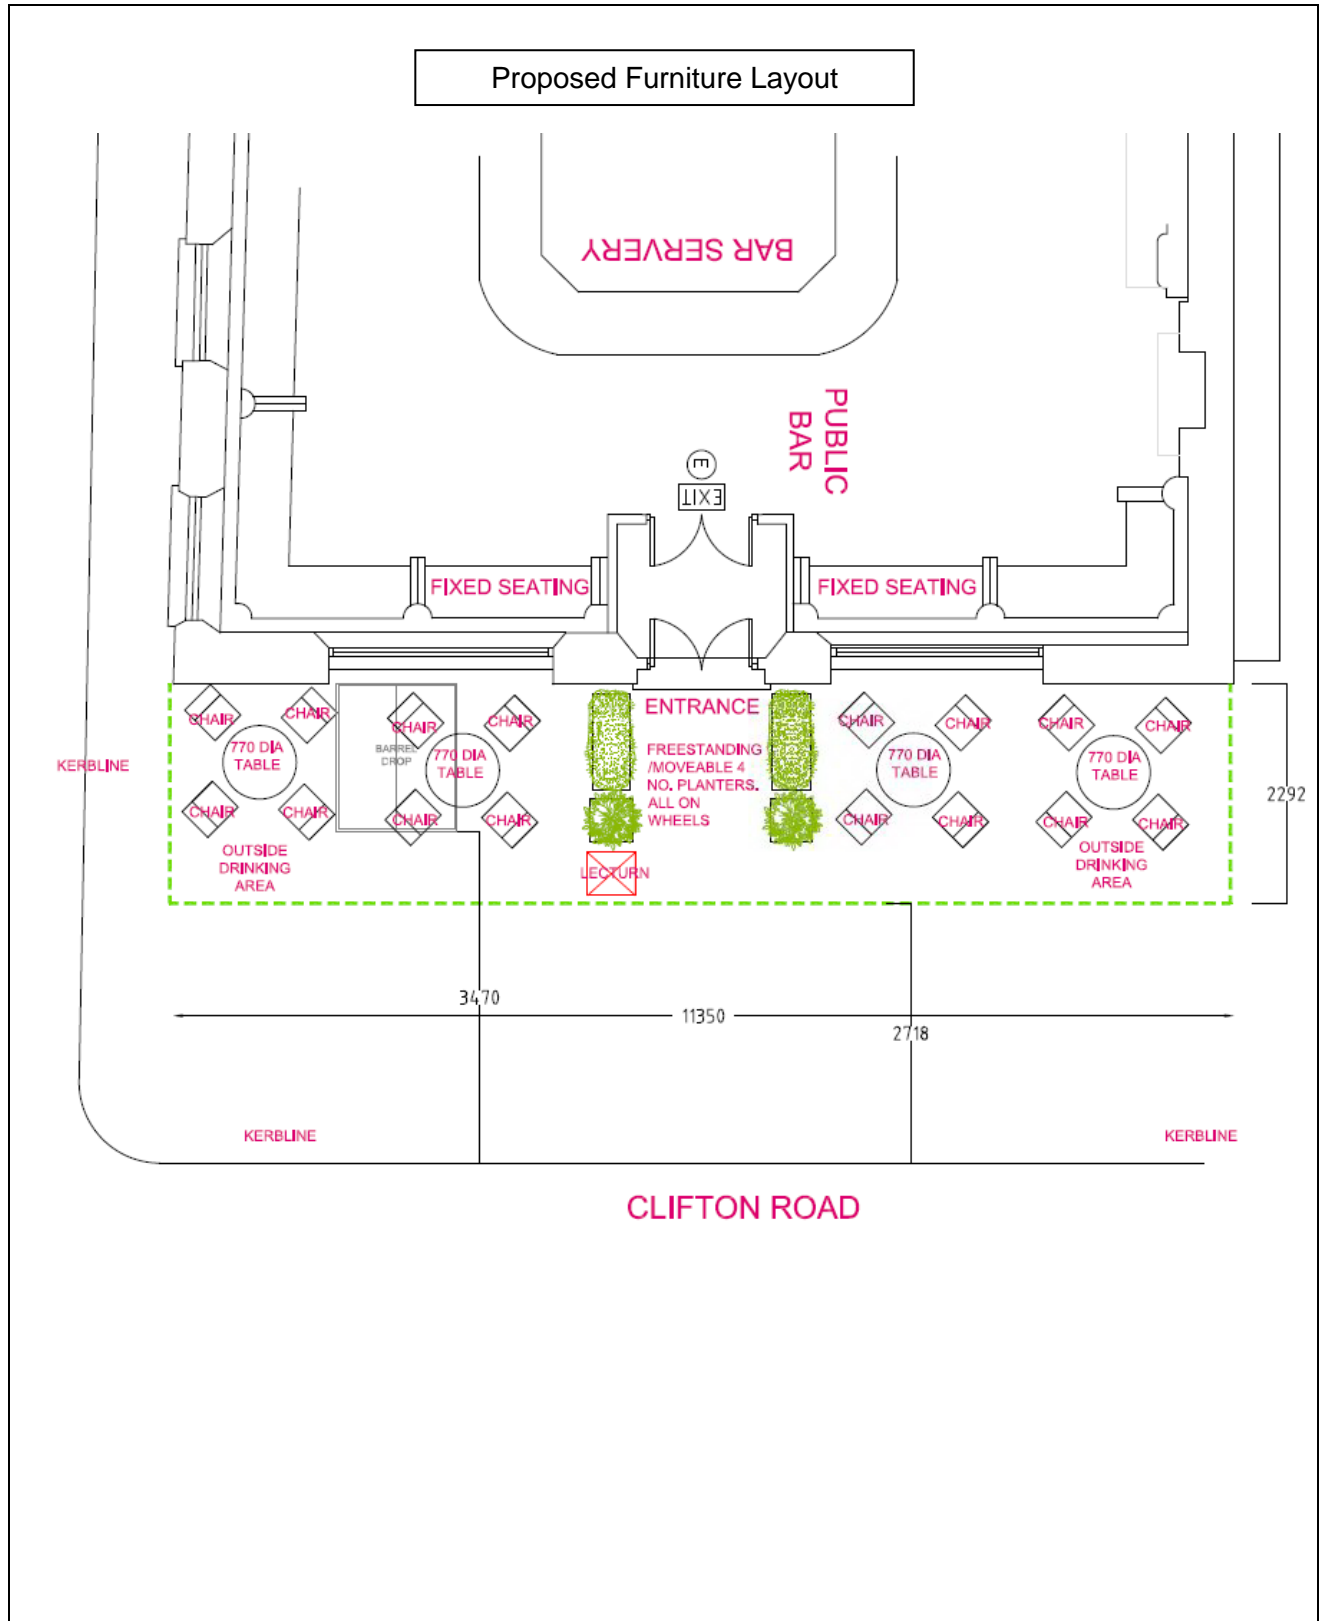 Proposed Furniture Layout
BAR SERVERY
PUBLIC
BAR
E
EXIT
FIXED SEATING
FIXED SEATING
ENTRANCE
FREESTANDING
/MOVEABLE 4
NO. PLANTERS.
ALL ON
WHEELS
CHAIR
CHAIR
CHAIR
CHAIR
CHAIR
CHAIR
CHAIR
CHAIR
770 DIA
TABLE
BARREL
DROP
770 DIA
TABLE
770 DIA
TABLE
770 DIA
TABLE
KERBLINE
2292
CHAIR
CHAIR
CHAIR
CHAIR
CHAIR
CHAIR
CHAIR
CHAIR
OUTSIDE
DRINKING
AREA
LECTURN
OUTSIDE
DRINKING
AREA
3470
11350
2718
KERBLINE
KERBLINE
CLIFTON ROAD